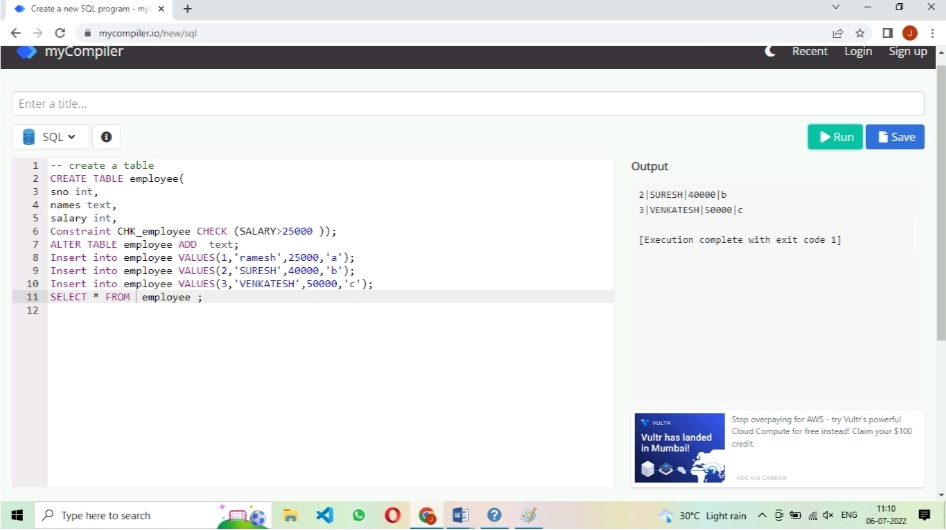 Create a new SQL program - my
mycompiler.io/new/sql
myCompiler
Recent Login Sign up
Enter a title...
SQL
Run Save
Output
1 -- create a table
2 CREATE TABLE employee(
3 sno int,
4 names text,
5 salary int,
6 Constraint CHK_employee CHECK (SALARY>25000 ));
7 ALTER TABLE employee ADD text;
8 Insert into employee VALUES(1,'ramesh',25000,'a');
9 Insert into employee VALUES(2,'SURESH',40000,'b');
10 Insert into employee VALUES(3,'VENKATESH',50000,'c');
11 SELECT * FROM employee ;
12
2|SURESH|40000|b
3|VENKATESH|50000|c
[Execution complete with exit code 1]
VULTR
Vultr has landed
in Mumbai!
Stop overpaying for AWS - try Vultr's powerful
Cloud Compute for free instead! Claim your $100
credit.
ADS VIA CARBON
Type here to search
30°C Light rain
ENG
11:10
06-07-2022